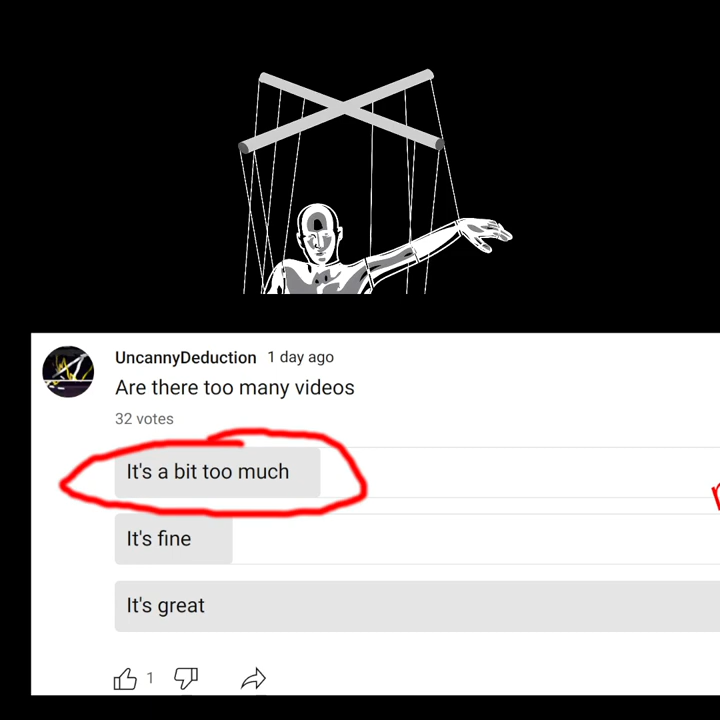 UncannyDeduction 1 day ago
Are there too many videos
32 votes
It's a bit too much
It's fine
It's great
1